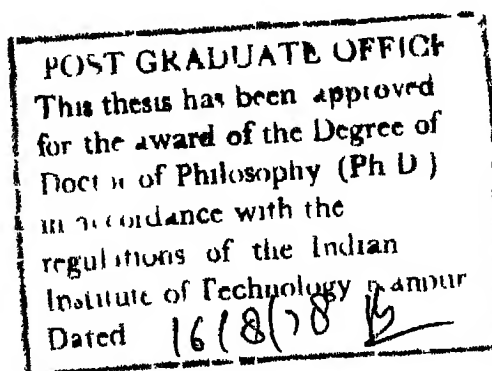 POST GRADUATE OFFICE
This thesis has been approved
for the award of the Degree of
Doctor of Philosophy (Ph D )
in accordance with the
regulations of the Indian
Institute of Technology Kanpur
Dated 16/8/78